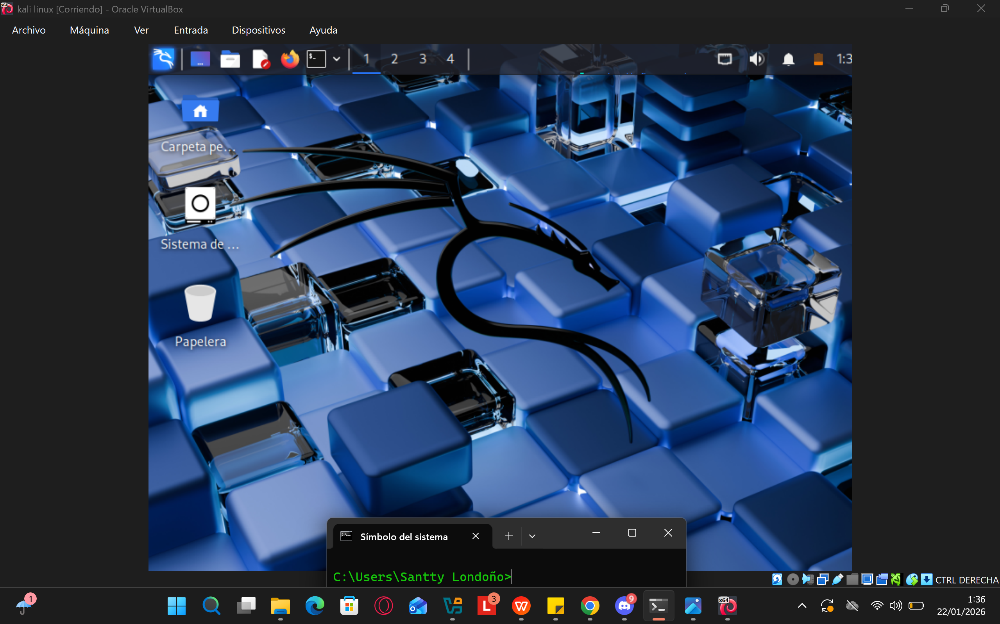 kali linux [Corriendo] - Oracle VirtualBox
Archivo Máquina Ver Entrada Dispositivos Ayuda
$- 1 2 3 4 1:3
Carpeta pe...
Sistema de ...
Papelera
Símbolo del sistema
C:\Users\Santty Londoño>
CTRL DERECHA
1 3 9 x64 1:36
22/01/2026